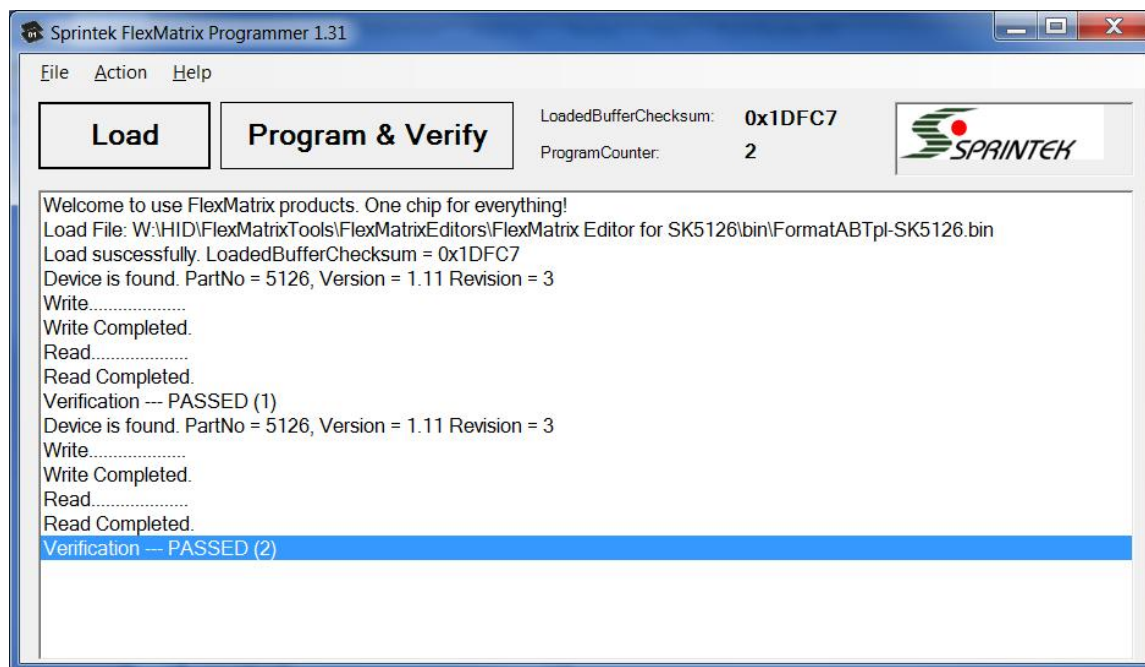 Sprintek FlexMatrix Programmer 1.31
File Action Help
Load
Program & Verify
LoadedBufferChecksum: 0x1DFC7
ProgramCounter: 2
SPRINTEK
Welcome to use FlexMatrix products. One chip for everything!
Load File: W:\HID\FlexMatrixTools\FlexMatrixEditors\FlexMatrix Editor for SK5126\bin\FormatABTpl-SK5126.bin
Load suscessfully. LoadedBufferChecksum = 0x1DFC7
Device is found. PartNo = 5126, Version = 1.11 Revision = 3
Write....................
Write Completed.
Read....................
Read Completed.
Verification --- PASSED (1)
Device is found. PartNo = 5126, Version = 1.11 Revision = 3
Write....................
Write Completed.
Read....................
Read Completed.
Verification --- PASSED (2)